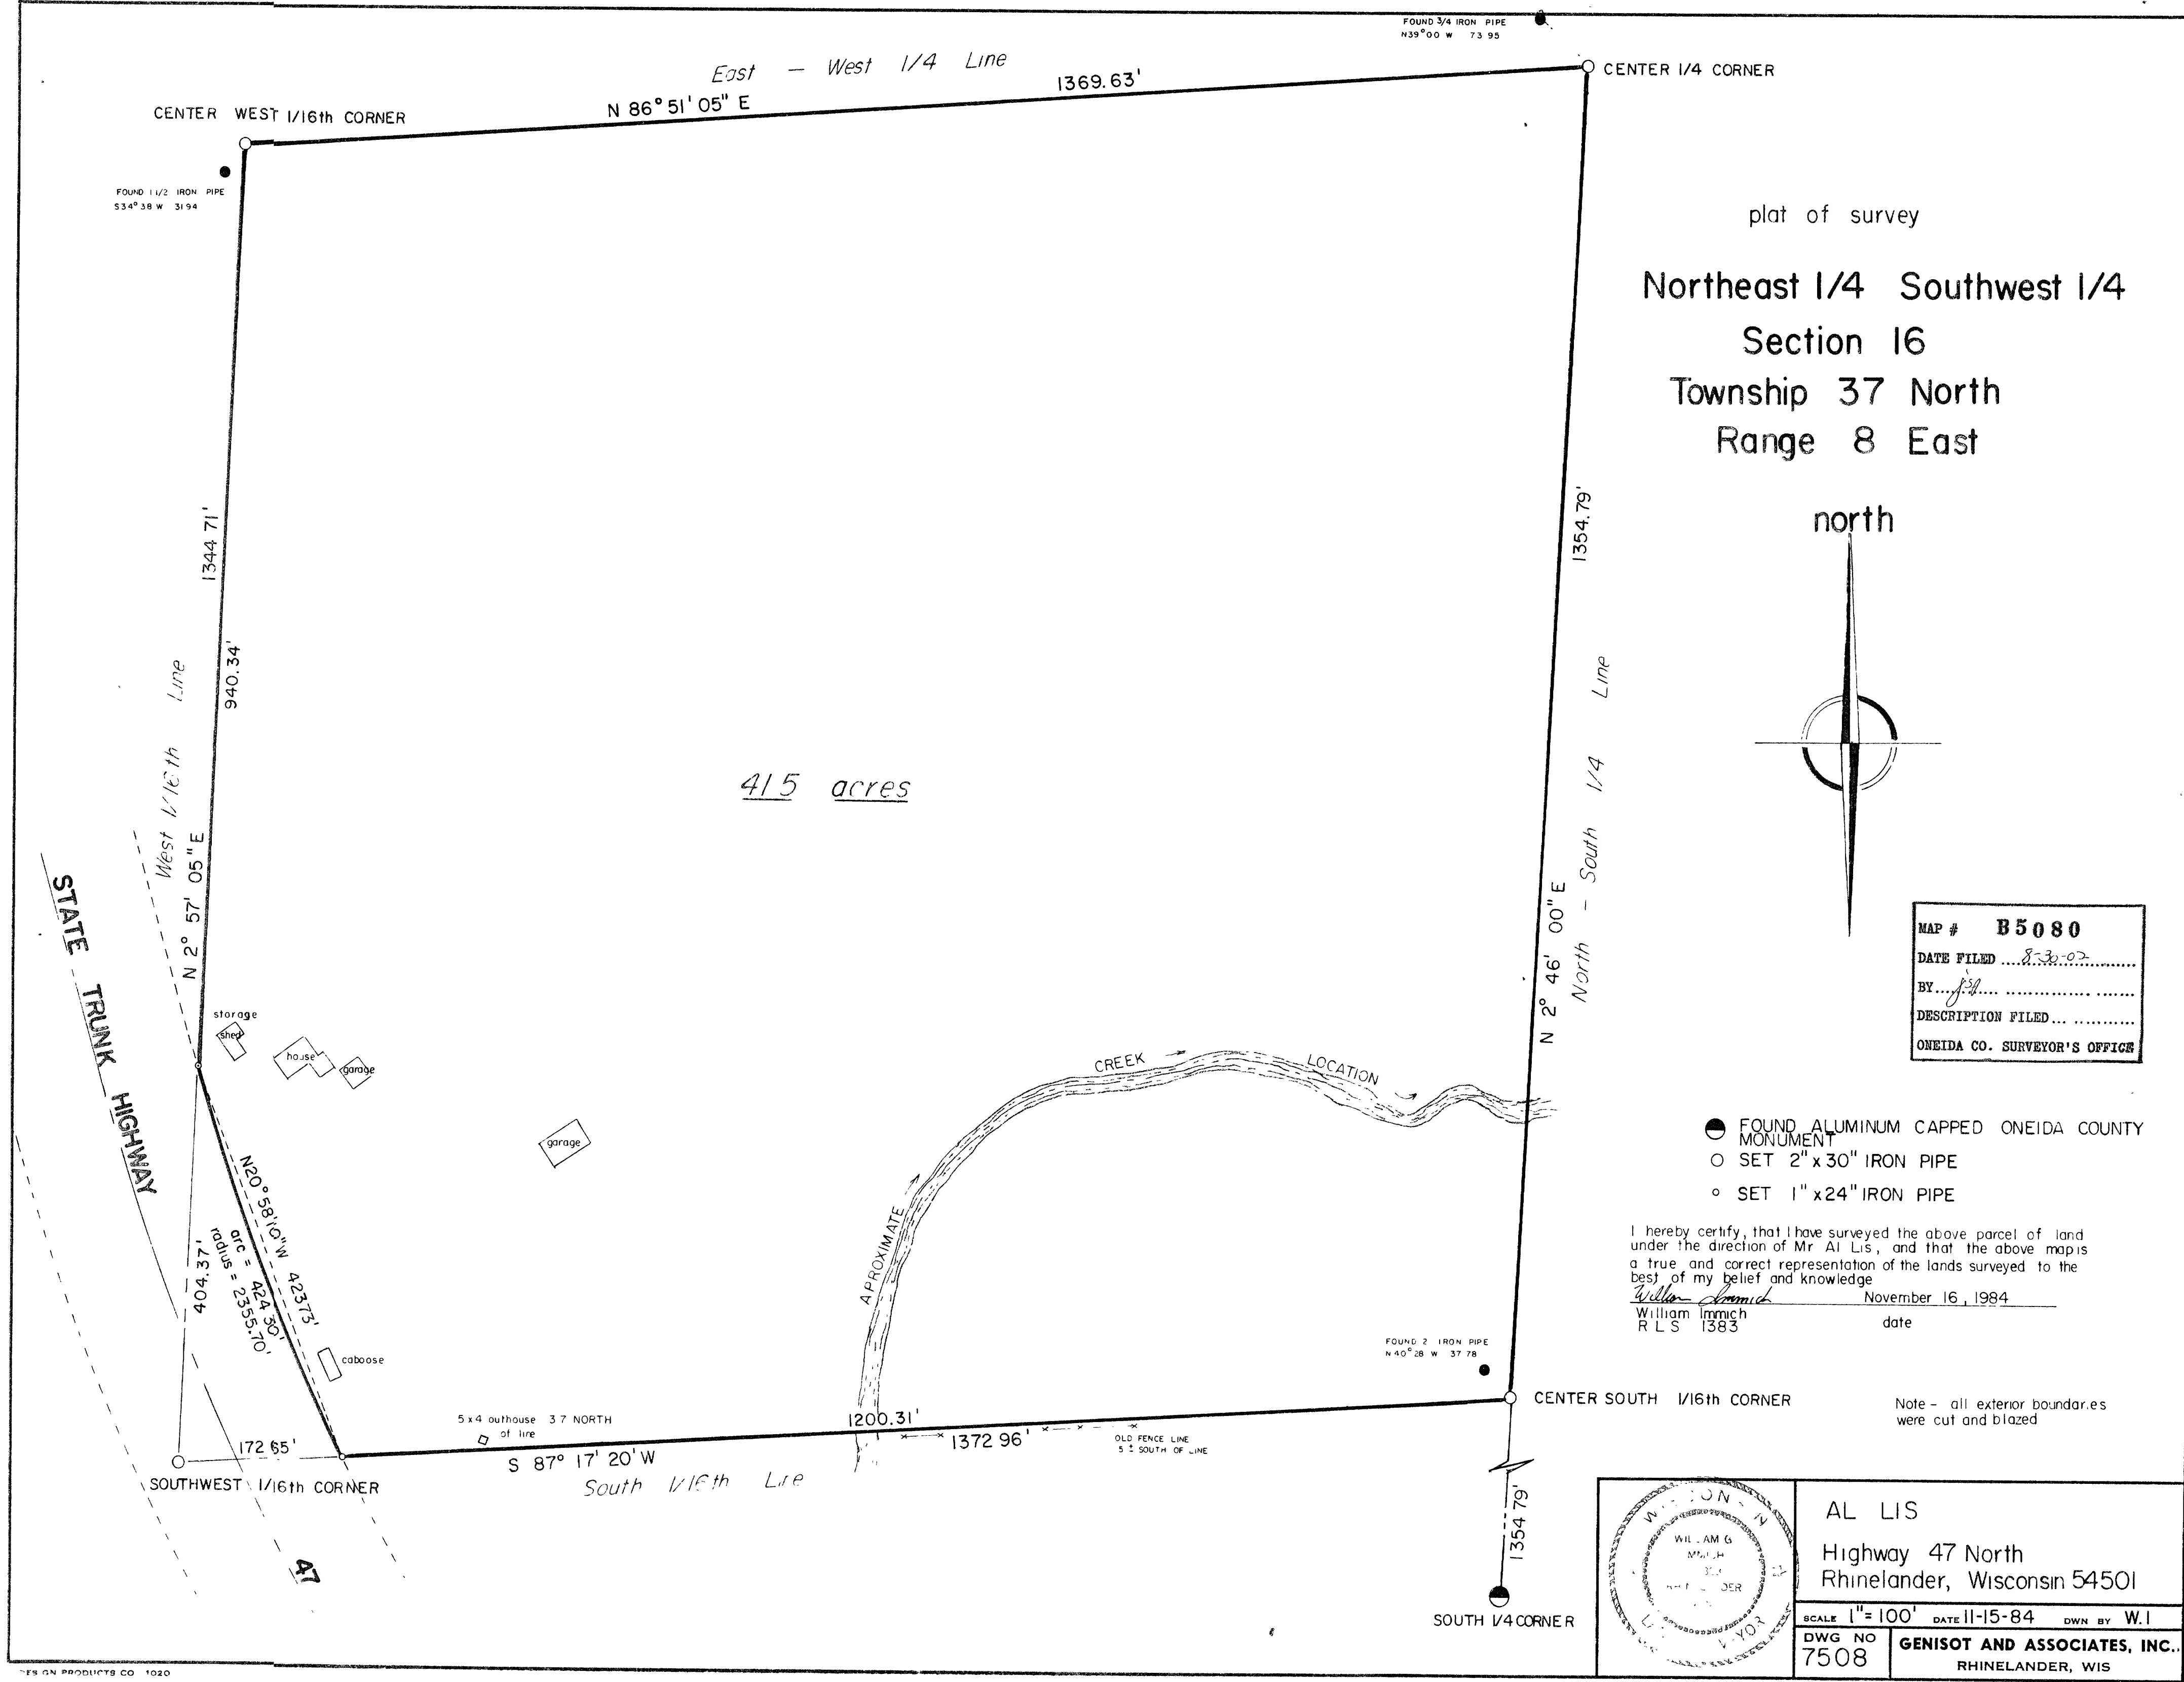 FOUND 3/4 IRON PIPE
N39°00 W 73 95
East — West 1/4 Line
1369.63'
N 86° 51' 05" E
CENTER 1/4 CORNER
CENTER WEST 1/16th CORNER
FOUND 1 1/2 IRON PIPE
S34° 38 W 31 94
plat of survey
Northeast 1/4 Southwest 1/4
Section 16
Township 37 North
Range 8 East
north
1344 71'
940.34'
West 1/16th Line
N 2° 57' 05" E
1354.79'
North - South 1/4 Line
N 2° 46' 00" E
41 5 acres
STATE TRUNK HIGHWAY
47
storage
shed
house
garage
garage
N20° 58' 10" W 423 73'
arc = 424 30'
radius = 2355.70'
404.37'
caboose
APPROXIMATE CREEK LOCATION
MAP # B5080
DATE FILED 8-30-02
BY
DESCRIPTION FILED
ONEIDA CO. SURVEYOR'S OFFICE
FOUND ALUMINUM CAPPED ONEIDA COUNTY
MONUMENT
SET 2" x 30" IRON PIPE
SET 1" x 24" IRON PIPE
I hereby certify, that I have surveyed the above parcel of land
under the direction of Mr Al Lis, and that the above map is
a true and correct representation of the lands surveyed to the
best of my belief and knowledge
William Immich November 16, 1984
William Immich date
R L S 1383
FOUND 2 IRON PIPE
N 40° 28 W 37 78
CENTER SOUTH 1/16th CORNER
Note - all exterior boundaries
were cut and blazed
5 x 4 outhouse 3 7 NORTH
of line
1200.31'
1372 96'
OLD FENCE LINE
5 ± SOUTH OF LINE
172 65'
S 87° 17' 20" W
South 1/16th Line
SOUTHWEST 1/16th CORNER
1354 79'
SOUTH 1/4 CORNER
AL LIS
Highway 47 North
Rhinelander, Wisconsin 54501
SCALE 1" = 100' DATE 11-15-84 DWN BY W.I
DWG NO
7508
GENISOT AND ASSOCIATES, INC.
RHINELANDER, WIS
PRODUCTS CO 1020